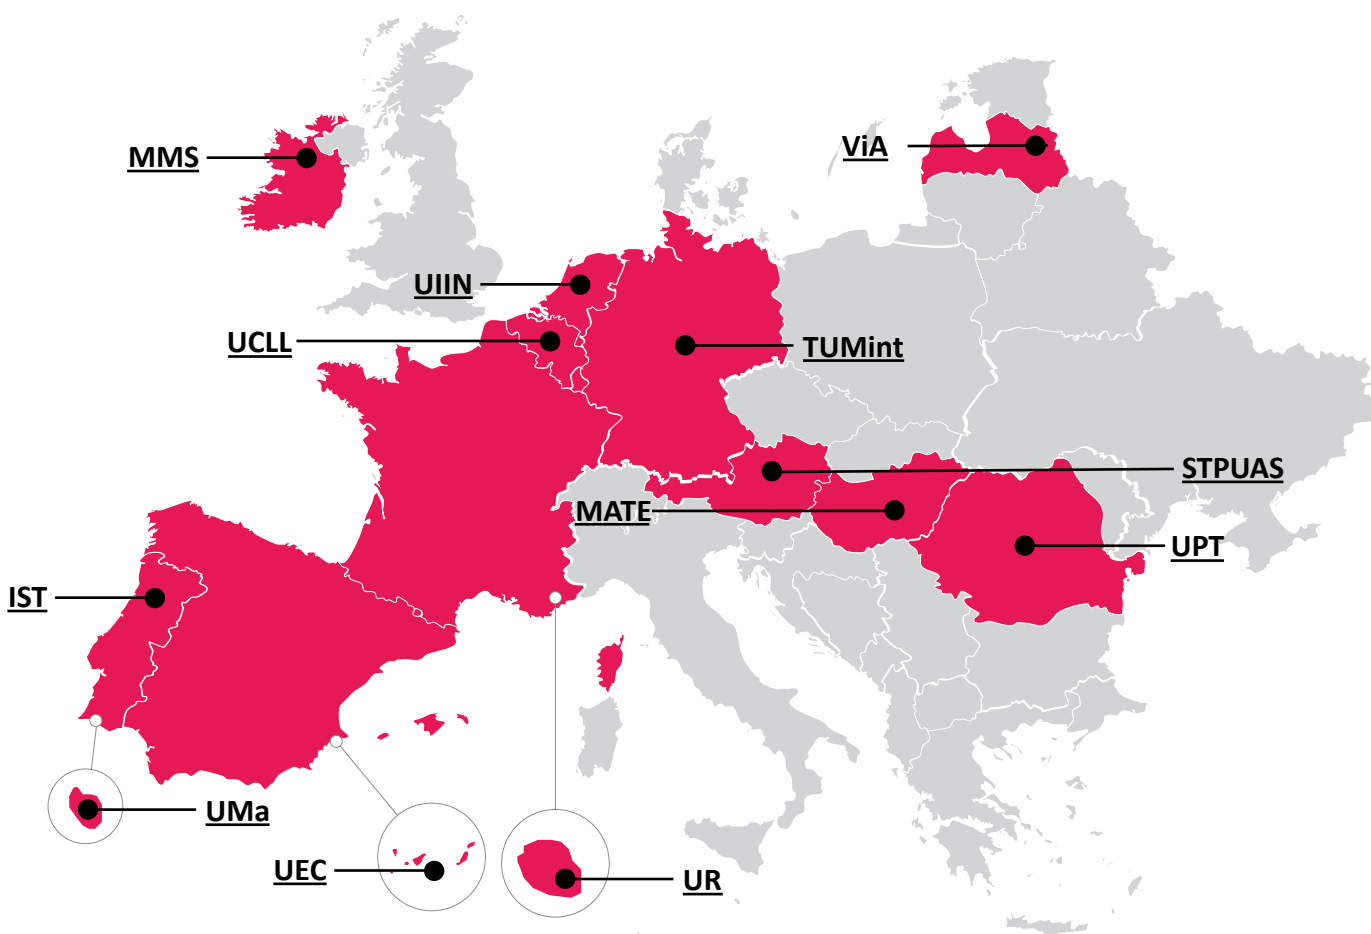 ViA
MMS
UIIN
UCLL
TUMint
STPUAS
MATE
UPT
IST
UMa
UEC
UR